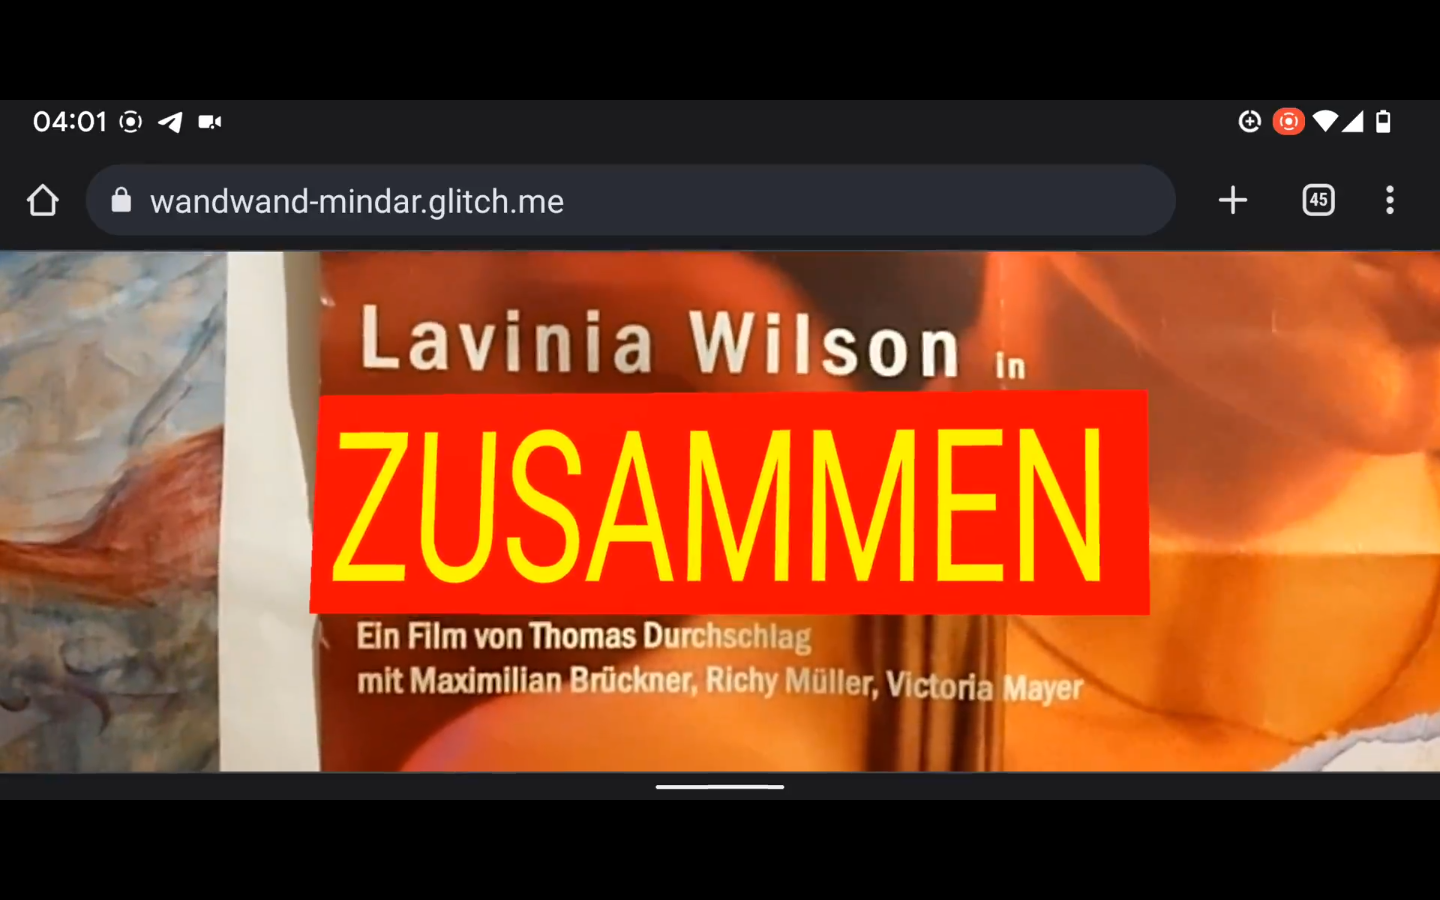 04:01
45
wandwand-mindar.glitch.me
Lavinia Wilson in
ZUSAMMEN
Ein Film von Thomas Durchschlag
mit Maximilian Brückner, Richy Müller, Victoria Mayer